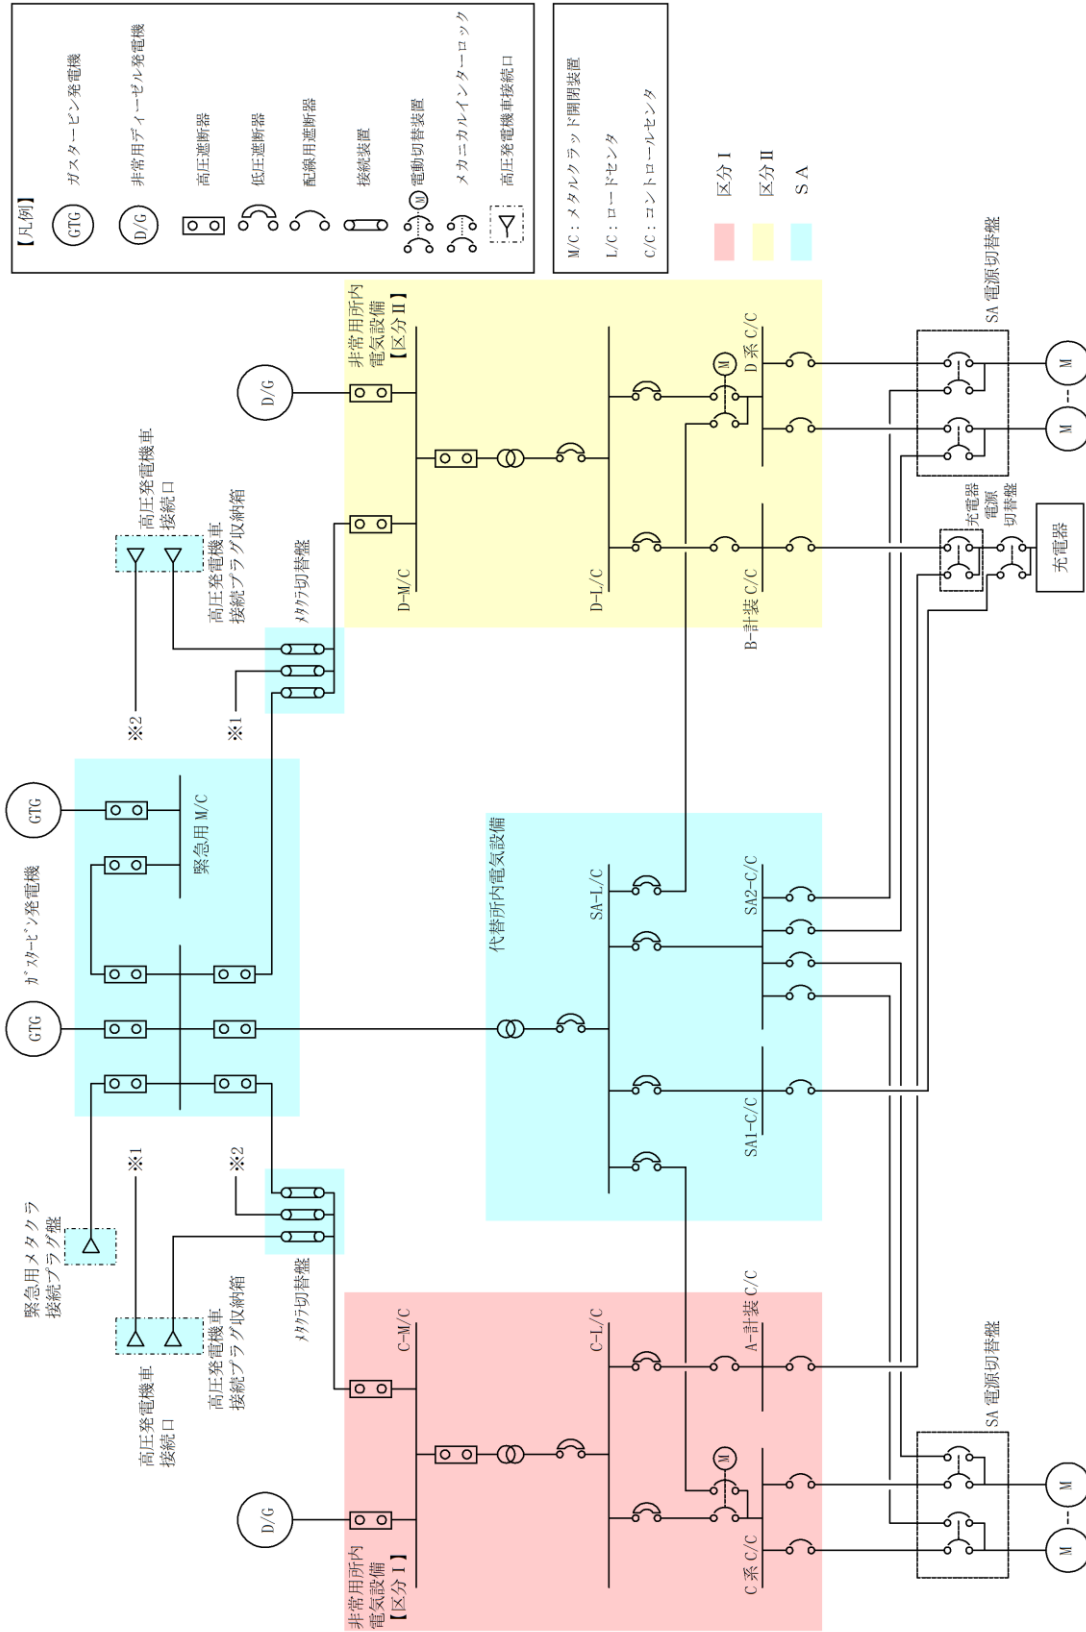 【凡例】
GTG
ガスタービン発電機
D/G
非常用ディーゼル発電機
高圧遮断器
低圧遮断器
配線用遮断器
接続装置
M
電動切替装置
メカニカルインターロック
高圧発電機車接続口
M/C：メタルクラッド開閉装置
L/C：ロードセンタ
C/C：コントロールセンタ
区分Ⅰ
区分Ⅱ
ＳＡ
緊急用メタクラ
接続プラグ盤
GTG
ｶﾞｽﾀｰﾋﾞﾝ発電機
GTG
緊急用 M/C
高圧発電機車
接続口
※1
※2
高圧発電機車
接続プラグ収納箱
ﾒﾀｸﾗ切替盤
※2
※1
高圧発電機車
接続口
高圧発電機車
接続プラグ収納箱
ﾒﾀｸﾗ切替盤
D/G
非常用所内
電気設備
【区分Ⅰ】
C-M/C
C-L/C
M
C 系 C/C
A-計装 C/C
代替所内電気設備
SA-L/C
SA1-C/C
SA2-C/C
D/G
非常用所内
電気設備
【区分Ⅱ】
D-M/C
D-L/C
M
B-計装 C/C
D 系 C/C
SA 電源切替盤
M
M
充電器
電源
切替盤
充電器
SA 電源切替盤
M
M